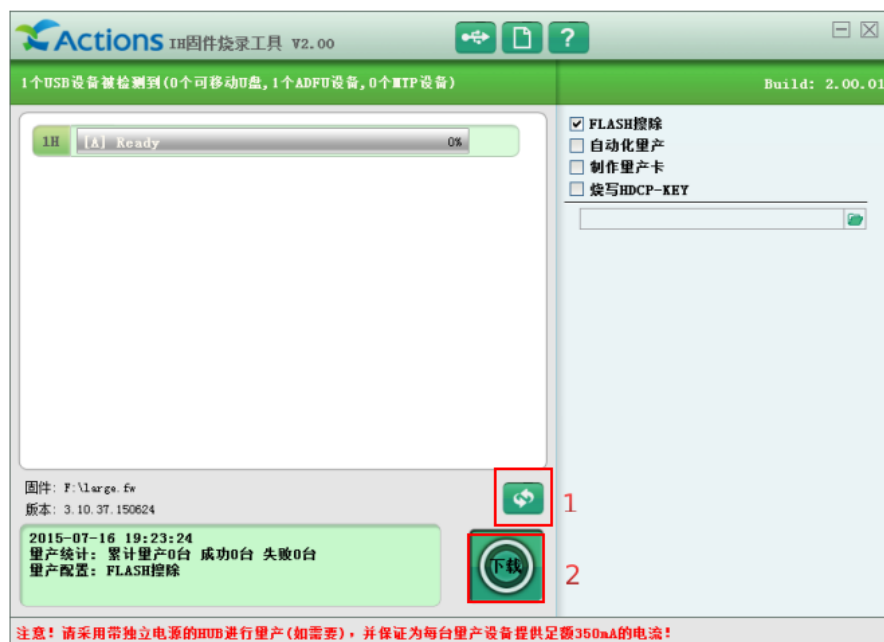 Actions IH固件烧录工具 V2.00
?
1个USB设备被检测到(0个可移动U盘,1个ADFU设备,0个MTP设备)
Build: 2.00.01
1H [A] Ready 0%
FLASH擦除
自动化量产
制作量产卡
烧写HDCP-KEY
固件: F:\large.fw
版本: 3.10.37.150624
1
2015-07-16 19:23:24
量产统计: 累计量产0台 成功0台 失败0台
量产配置: FLASH擦除
下载
2
注意! 请采用带独立电源的HUB进行量产(如需要), 并保证为每台量产设备提供足额350mA的电流!